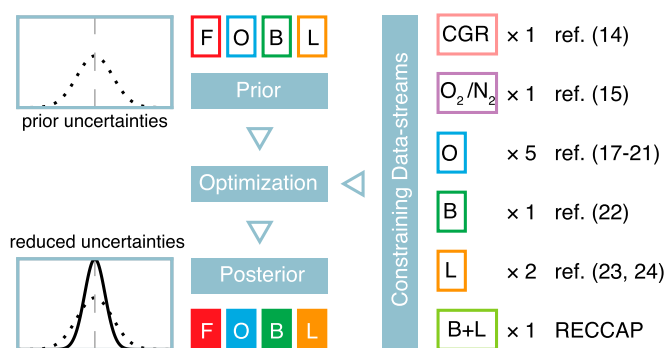 F O B L
Prior
prior uncertainties
Optimization
reduced uncertainties
Posterior
F O B L
Constraining Data-streams
CGR × 1 ref. (14)
O₂/N₂ × 1 ref. (15)
O × 5 ref. (17-21)
B × 1 ref. (22)
L × 2 ref. (23, 24)
B+L × 1 RECCAP